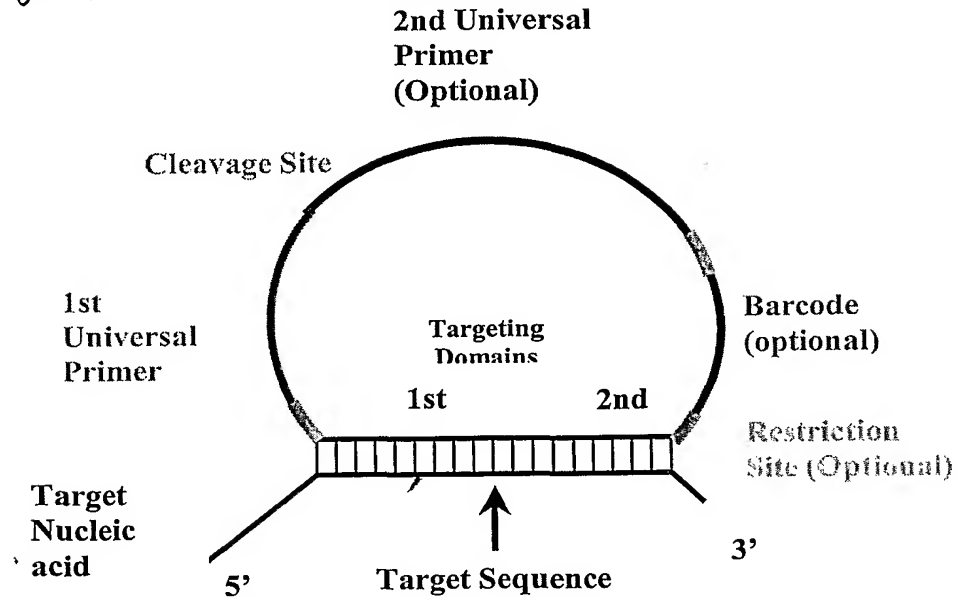 2nd Universal
Primer
(Optional)
Cleavage Site
1st
Universal
Primer
Targeting
Domains
Barcode
(optional)
1st
2nd
Restriction
Site (Optional)
Target
Nucleic
acid
5’
Target Sequence
3’